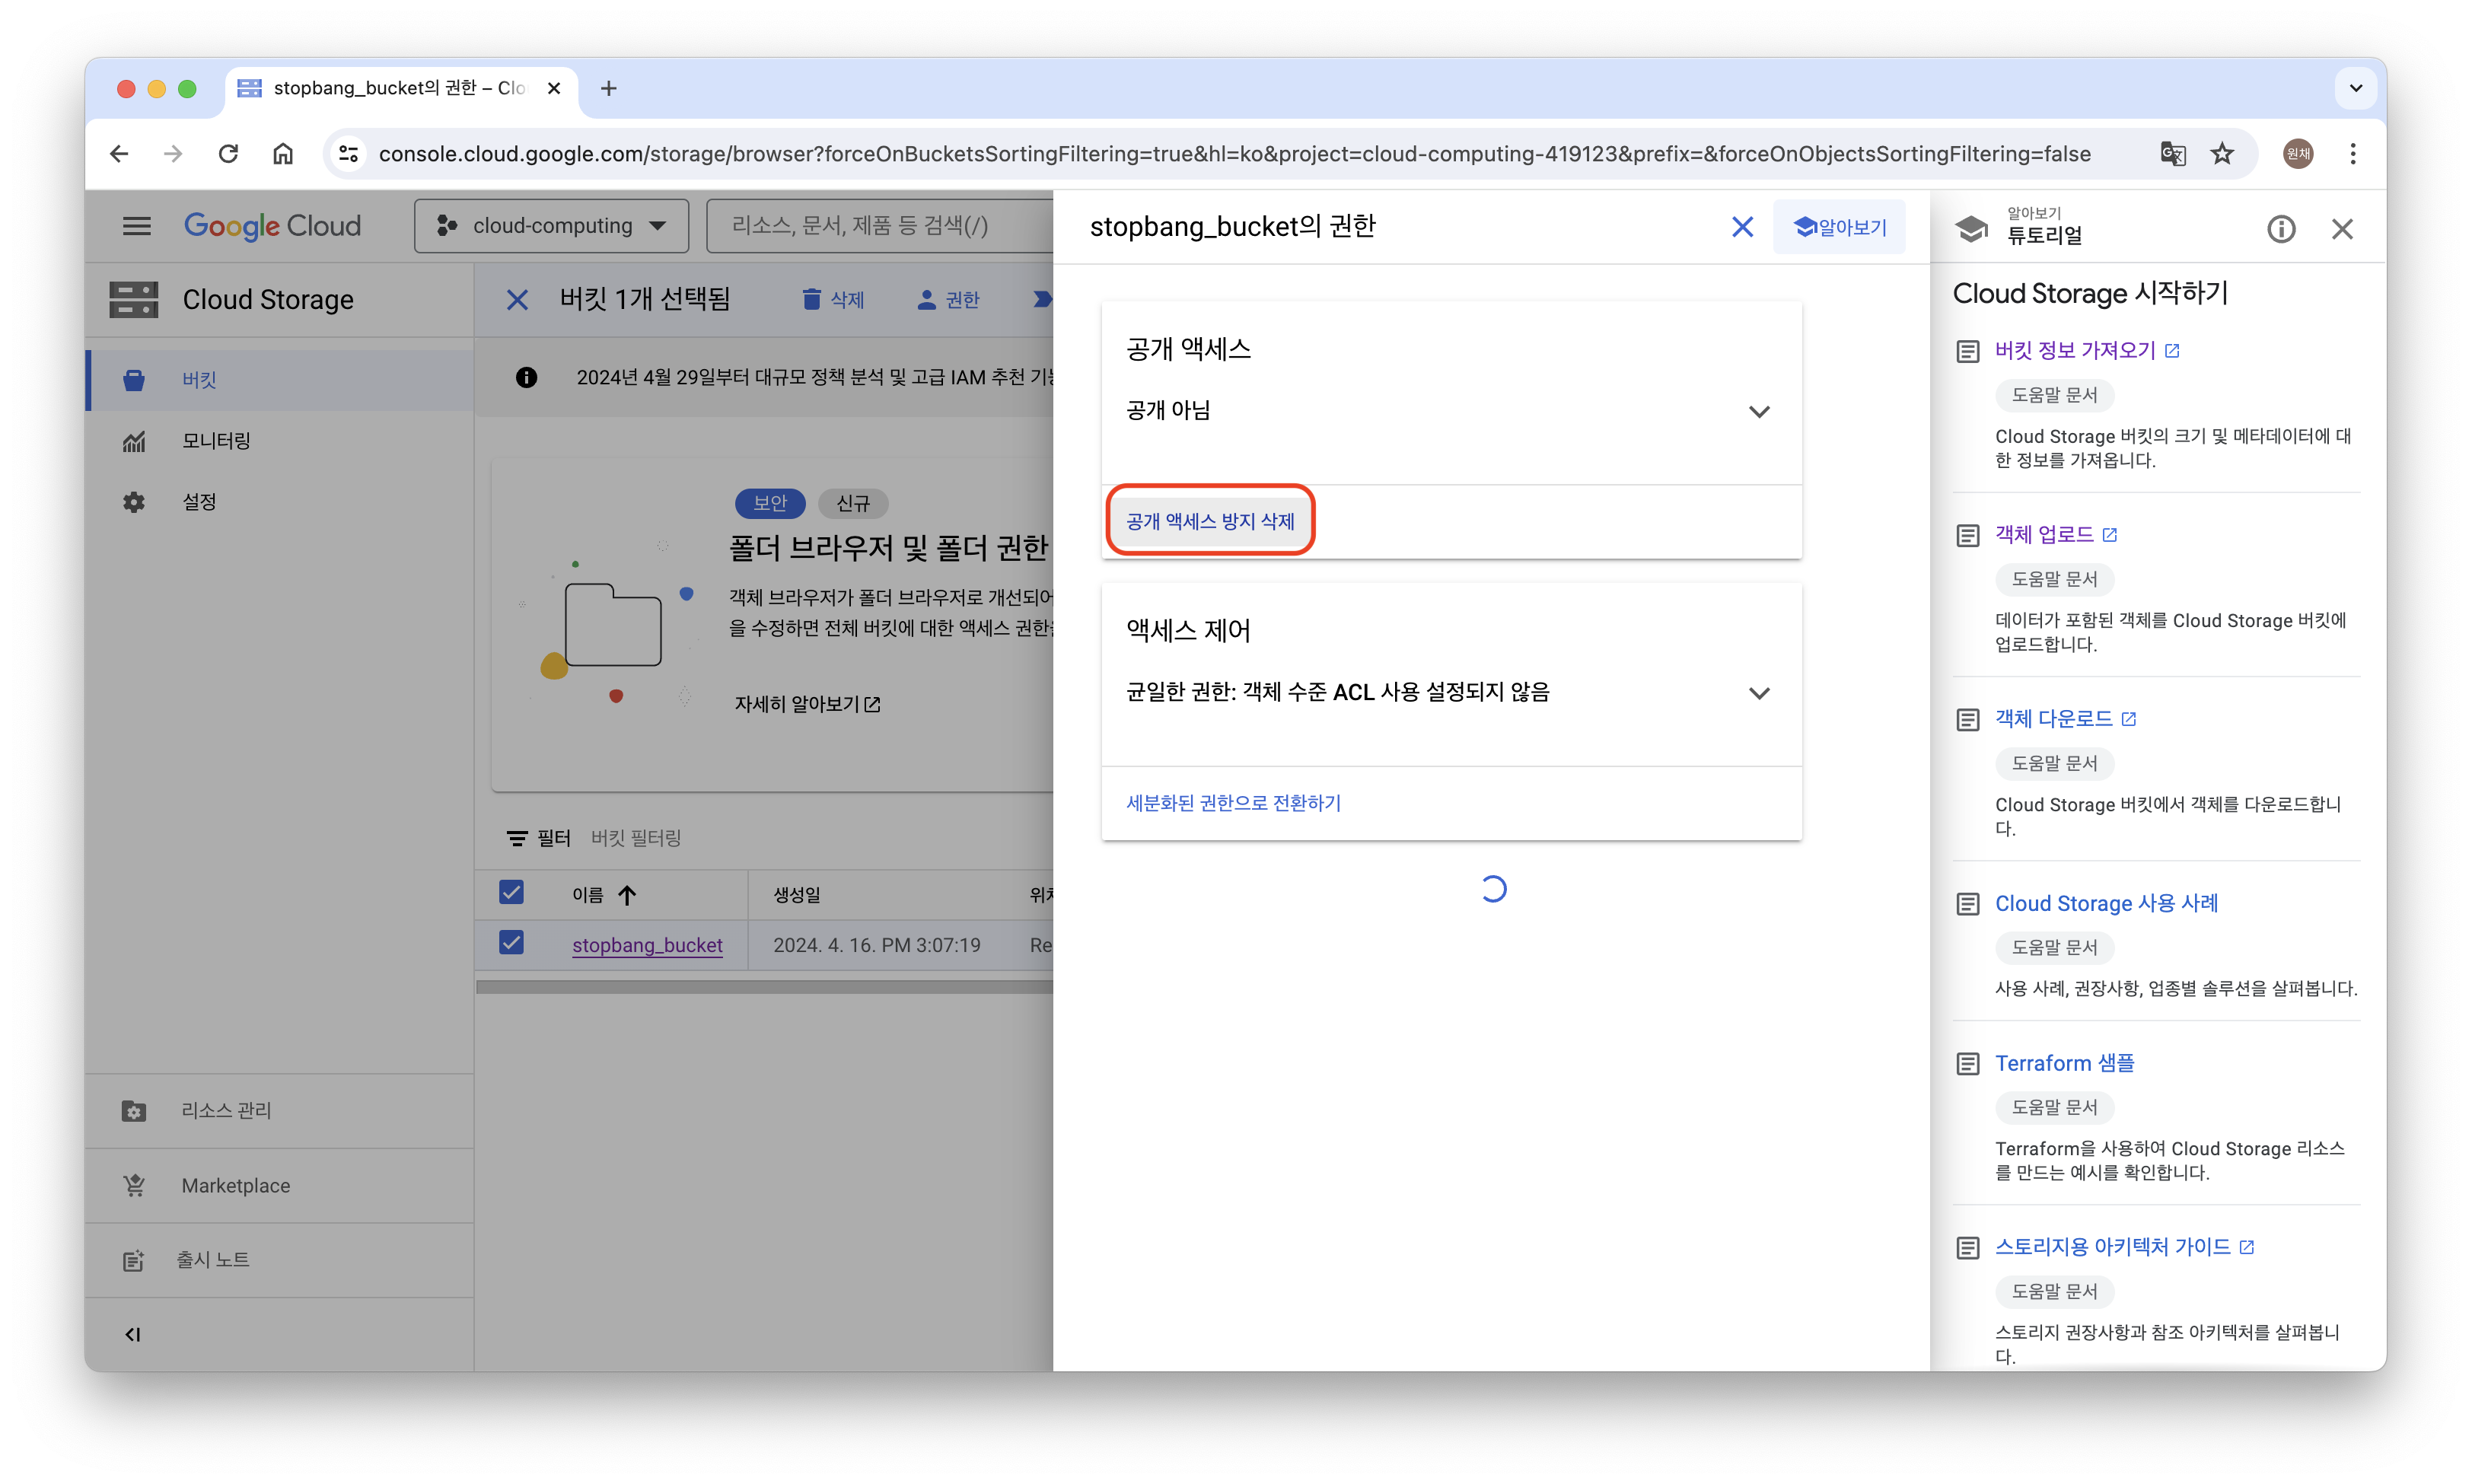 stopbang_bucket의 권한 – Clo
console.cloud.google.com/storage/browser?forceOnBucketsSortingFiltering=true&hl=ko&project=cloud-computing-419123&prefix=&forceOnObjectsSortingFiltering=false
원채
Google Cloud
cloud-computing
리소스, 문서, 제품 등 검색(/)
Cloud Storage
버킷
모니터링
설정
리소스 관리
Marketplace
출시 노트
버킷 1개 선택됨
삭제
권한
2024년 4월 29일부터 대규모 정책 분석 및 고급 IAM 추천 기능
보안
신규
폴더 브라우저 및 폴더 권한
객체 브라우저가 폴더 브라우저로 개선되어
을 수정하면 전체 버킷에 대한 액세스 권한을
자세히 알아보기
필터
버킷 필터링
이름
생성일
위치
stopbang_bucket
2024. 4. 16. PM 3:07:19
Re
stopbang_bucket의 권한
알아보기
공개 액세스
공개 아님
공개 액세스 방지 삭제
액세스 제어
균일한 권한: 객체 수준 ACL 사용 설정되지 않음
세분화된 권한으로 전환하기
알아보기
튜토리얼
Cloud Storage 시작하기
버킷 정보 가져오기
도움말 문서
Cloud Storage 버킷의 크기 및 메타데이터에 대
한 정보를 가져옵니다.
객체 업로드
도움말 문서
데이터가 포함된 객체를 Cloud Storage 버킷에
업로드합니다.
객체 다운로드
도움말 문서
Cloud Storage 버킷에서 객체를 다운로드합니
다.
Cloud Storage 사용 사례
도움말 문서
사용 사례, 권장사항, 업종별 솔루션을 살펴봅니다.
Terraform 샘플
도움말 문서
Terraform을 사용하여 Cloud Storage 리소스
를 만드는 예시를 확인합니다.
스토리지용 아키텍처 가이드
도움말 문서
스토리지 권장사항과 참조 아키텍처를 살펴봅니
다.